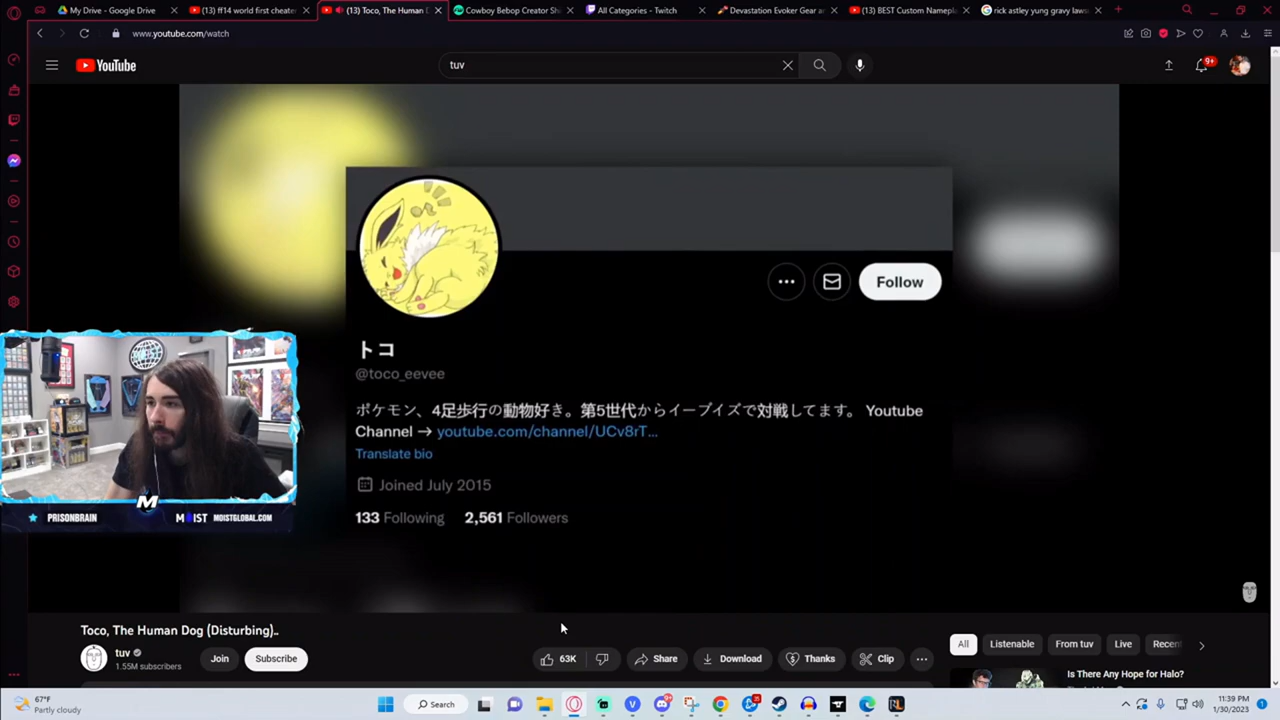 My Drive - Google Drive
(13) ff14 world first cheater
(13) Toco, The Human D
Cowboy Bebop Creator Sh
All Categories - Twitch
Devastation Evoker Gear an
(13) BEST Custom Namepla
rick astley yung gravy laws
www.youtube.com/watch
YouTube
tuv
9+
Follow
トコ
@toco_eevee
ポケモン、4足歩行の動物好き。第5世代からイーブイズで対戦してます。 Youtube
Channel → youtube.com/channel/UCv8rT...
Translate bio
Joined July 2015
133 Following 2,561 Followers
PRISONBRAIN
M
MOIST MOISTGLOBAL.COM
Toco, The Human Dog (Disturbing)..
tuv
1.55M subscribers
Join
Subscribe
63K
Share
Download
Thanks
Clip
All
Listenable
From tuv
Live
Recen
Is There Any Hope for Halo?
67°F
Partly cloudy
Search
11:39 PM
1/30/2023